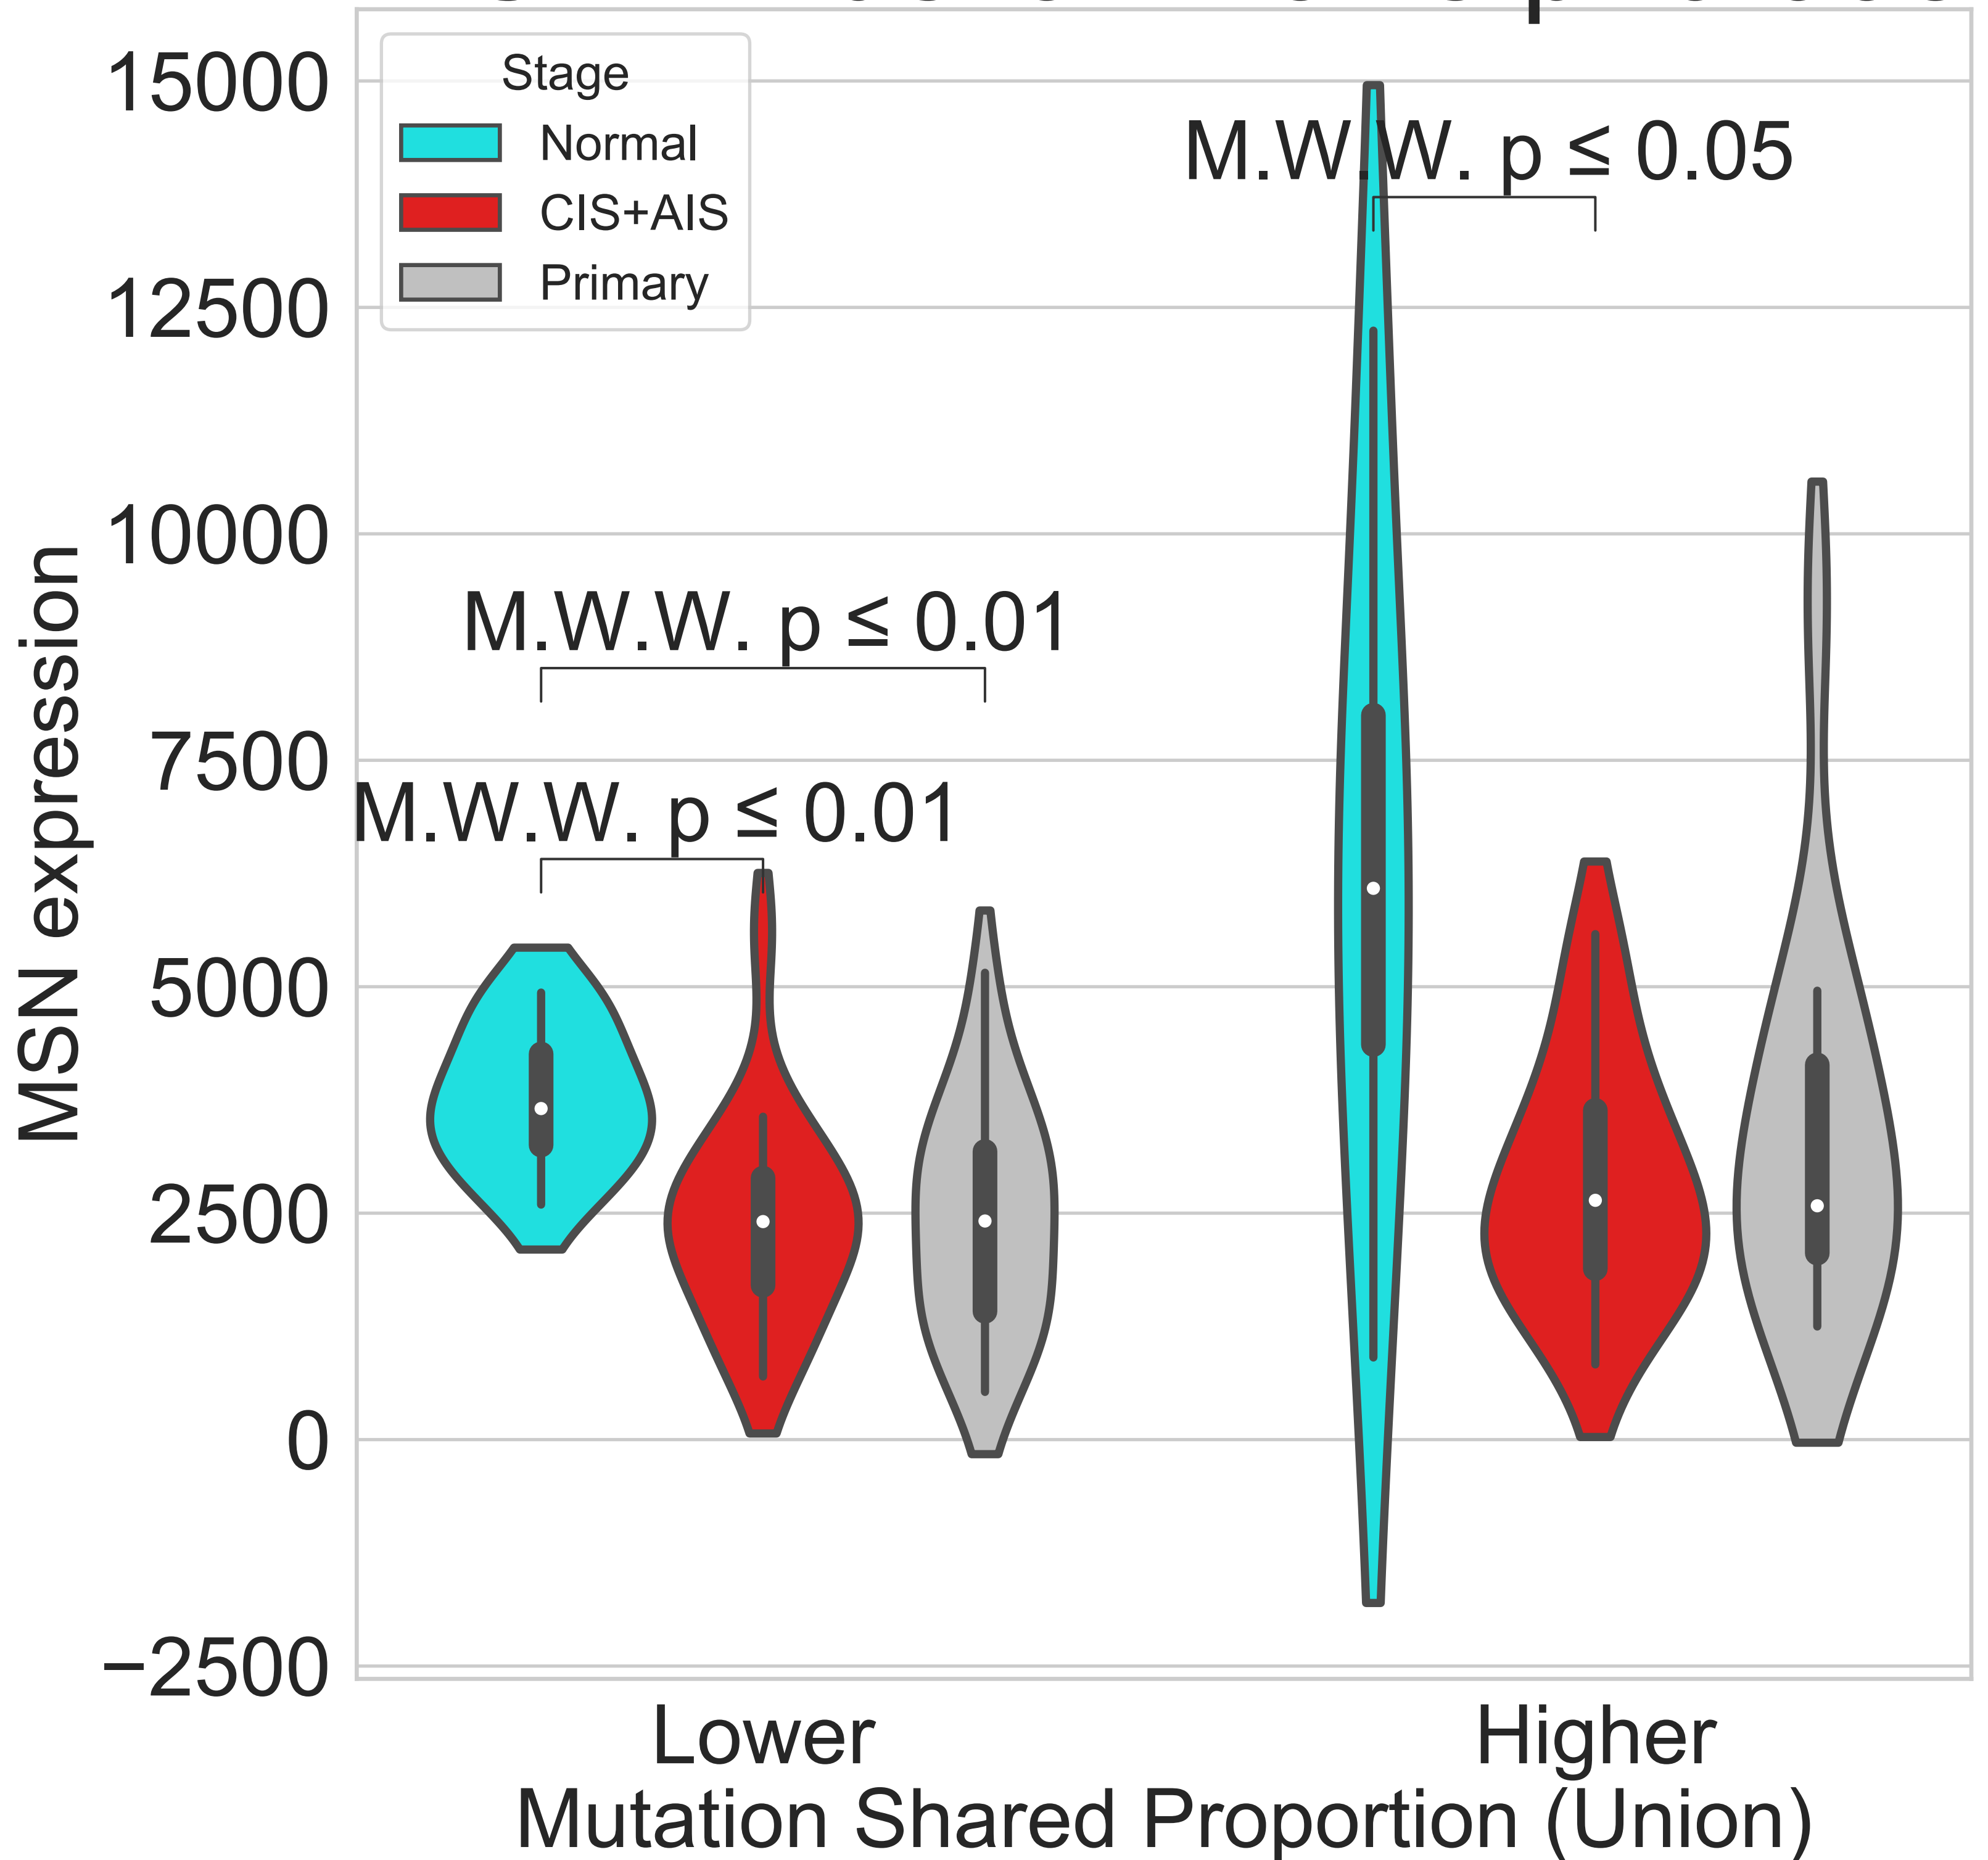 Stage
Normal
CIS+AIS
Primary
M.W.W. p ≤ 0.05
M.W.W. p ≤ 0.01
M.W.W. p ≤ 0.01
15000
12500
10000
7500
5000
2500
0
−2500
MSN expression
Lower
Higher
Mutation Shared Proportion (Union)